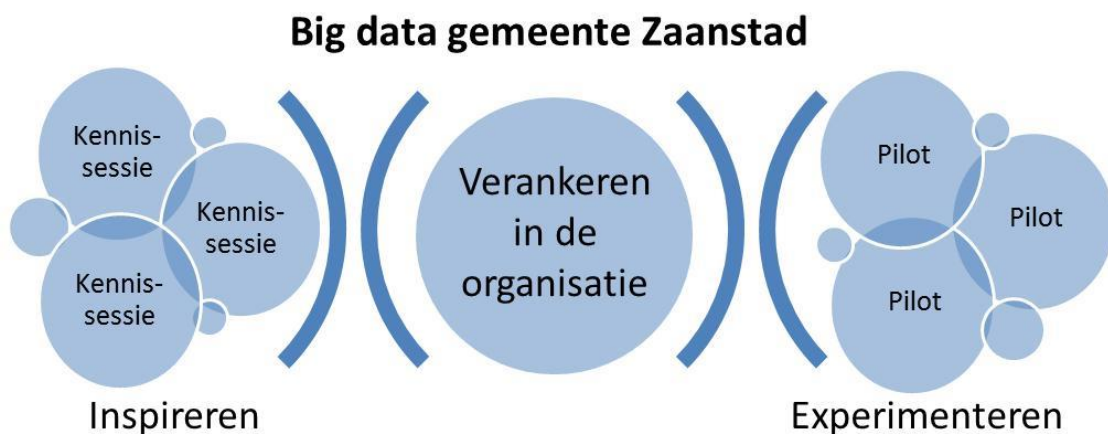 Big data gemeente Zaanstad
Kennis-
sessie
Kennis-
sessie
Kennis-
sessie
Inspireren
Verankeren
in de
organisatie
Pilot
Pilot
Pilot
Experimenteren